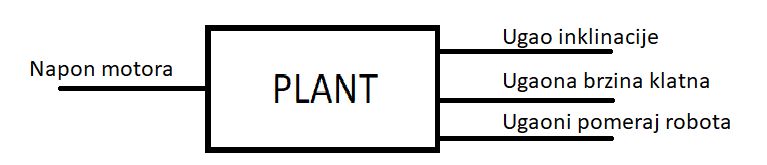 Napon motora
PLANT
Ugao inklinacije
Ugaona brzina klatna
Ugaoni pomeraj robota